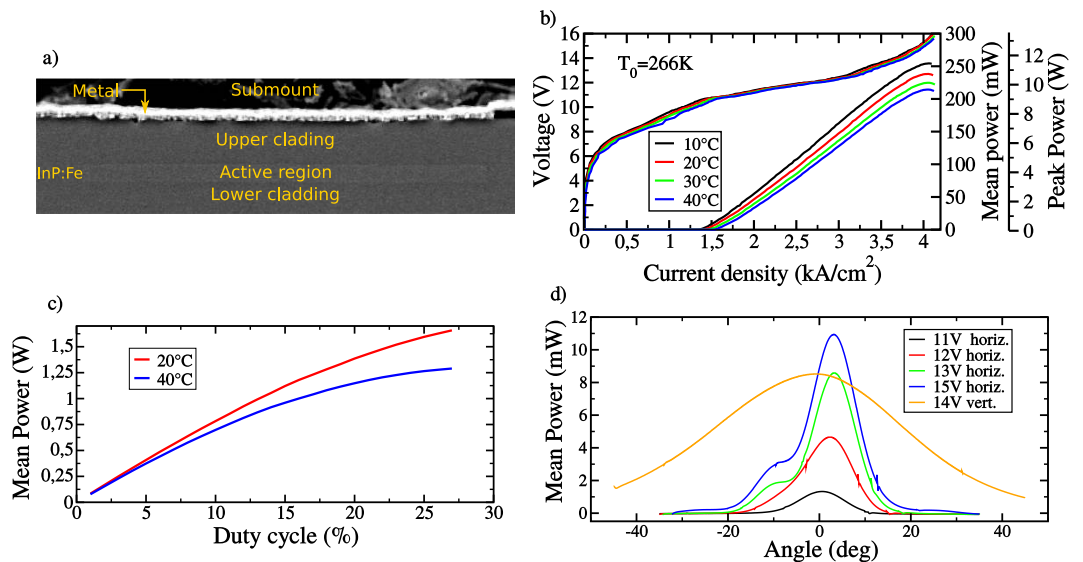 a)
Metal
Submount
Upper clading
InP:Fe
Active region
Lower cladding
b)
T0=266K
16
14
12
10
8
6
4
2
0
Voltage (V)
0
0,5
1
1,5
2
2,5
3
3,5
4
Current density (kA/cm²)
10°C
20°C
30°C
40°C
300
250
200
150
100
50
0
Mean power (mW)
12
10
8
6
4
2
0
Peak Power (W)
c)
1,5
1.25
1
0.75
0,5
0.25
0
Mean Power (W)
20°C
40°C
0
5
10
15
20
25
30
Duty cycle (%)
d)
12
10
8
6
4
2
0
Mean Power (mW)
11V horiz.
12V horiz.
13V horiz.
15V horiz.
14V vert.
-40
-20
0
20
40
Angle (deg)